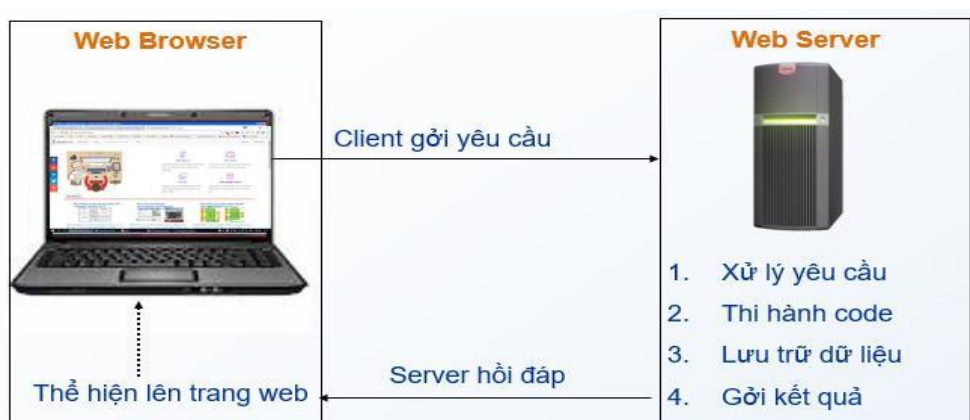 Web Browser
Web Server
Client gởi yêu cầu
1. Xử lý yêu cầu
2. Thi hành code
3. Lưu trữ dữ liệu
4. Gởi kết quả
Server hồi đáp
Thể hiện lên trang web